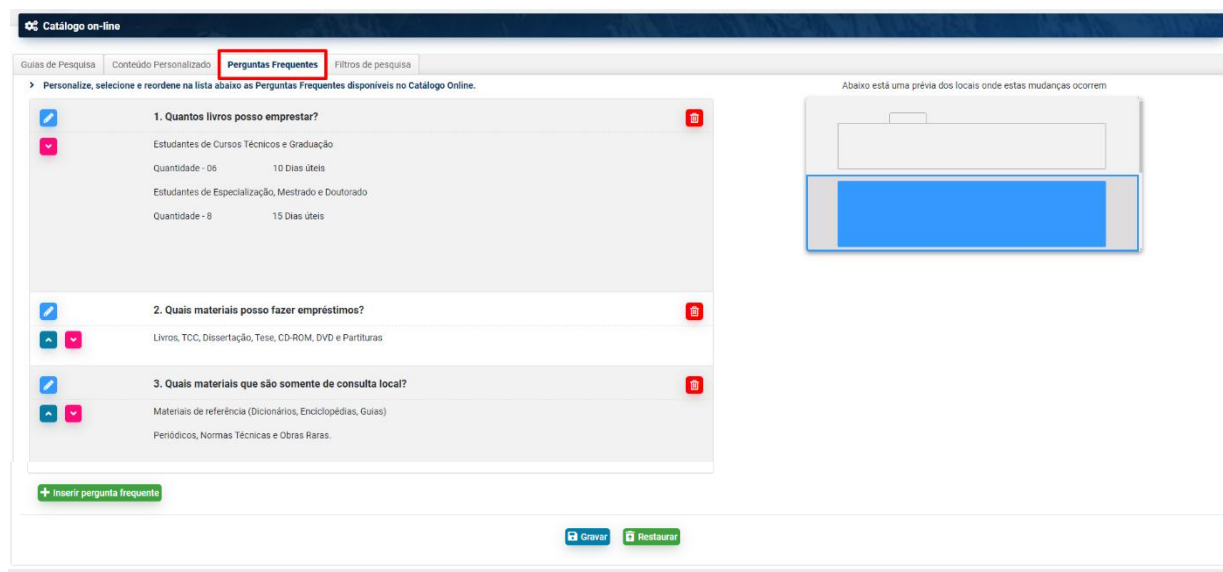 Catálogo on-line
Guias de Pesquisa Conteúdo Personalizado Perguntas Frequentes Filtros de pesquisa
Personalize, selecione e reordene na lista abaixo as Perguntas Frequentes disponíveis no Catálogo Online.
Abaixo está uma prévia dos locais onde estas mudanças ocorrem
1. Quantos livros posso emprestar?
Estudantes de Cursos Técnicos e Graduação
Quantidade - 06 10 Dias úteis
Estudantes de Especialização, Mestrado e Doutorado
Quantidade - 8 15 Dias úteis
2. Quais materiais posso fazer empréstimos?
Livros, TCC, Dissertação, Tese, CD-ROM, DVD e Partituras
3. Quais materiais que são somente de consulta local?
Materiais de referência (Dicionários, Enciclopédias, Guias)
Periódicos, Normas Técnicas e Obras Raras.
Inserir pergunta frequente
Gravar Restaurar